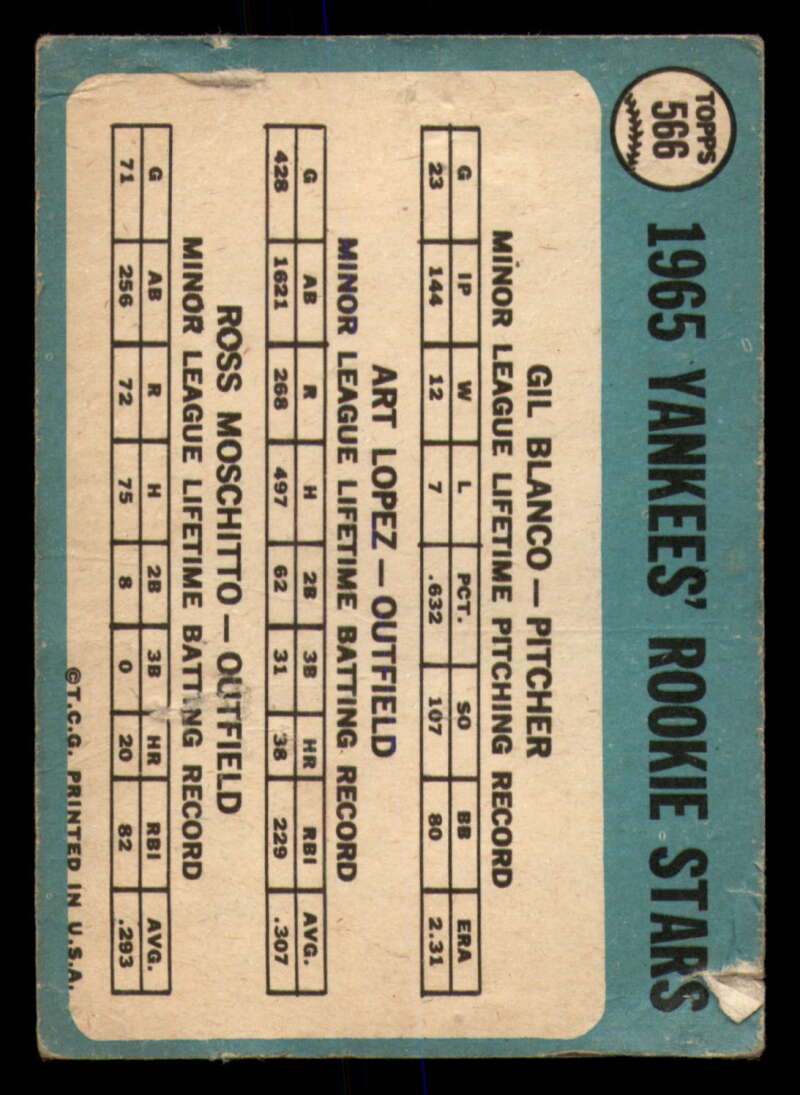 TOPPS
566
1965 YANKEES' ROOKIE STARS
GIL BLANCO — PITCHER
MINOR LEAGUE LIFETIME PITCHING RECORD
G IP W L PCT. SO BB ERA
23 144 12 7 .632 107 80 2.31
ART LOPEZ — OUTFIELD
MINOR LEAGUE LIFETIME BATTING RECORD
G AB R H 2B 3B HR RBI AVG.
428 1621 268 497 62 31 38 229 .307
ROSS MOSCHITTO — OUTFIELD
MINOR LEAGUE LIFETIME BATTING RECORD
G AB R H 2B 3B HR RBI AVG.
71 256 72 75 8 0 20 82 .293
©T.C.G. PRINTED IN U.S.A.